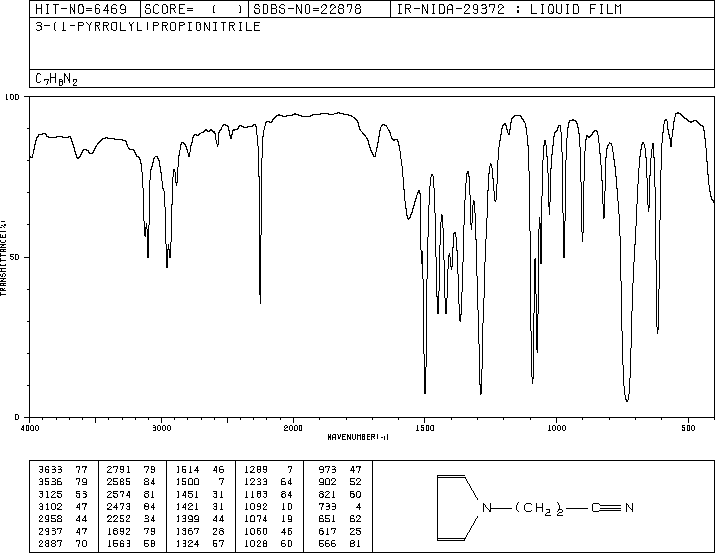 HIT-NO=6469 SCORE= ( ) SDBS-NO=22878 IR-NIDA-29372 : LIQUID FILM
3-(1-PYRROLYL)PROPIONITRILE
C7H8N2
100
50
0
TRANSMITTANCE(%)
4000 3000 2000 1500 1000 500
WAVENUMBER(-1)
3633 77 2791 79 1514 46 1289 7 973 47
3536 79 2585 84 1500 7 1233 64 902 52
3125 53 2574 81 1451 31 1183 84 821 60
3102 47 2473 84 1421 31 1092 10 733 4
2958 44 2252 34 1399 44 1074 19 651 62
2937 47 1692 79 1367 28 1060 46 617 25
2887 70 1563 58 1324 57 1028 60 566 81
N—(CH2)2—C≡N